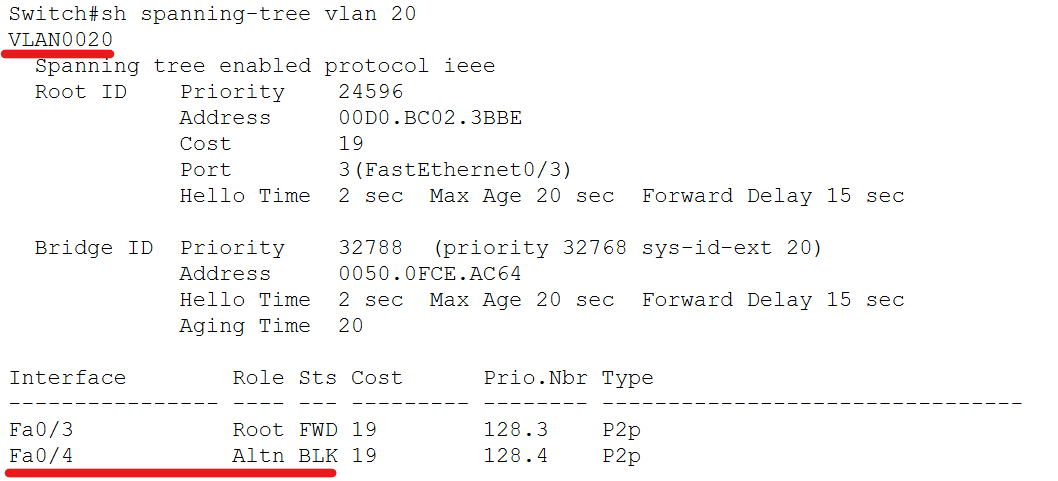 Switch#sh spanning-tree vlan 20
VLAN0020
  Spanning tree enabled protocol ieee
  Root ID    Priority    24596
             Address     00D0.BC02.3BBE
             Cost        19
             Port        3(FastEthernet0/3)
             Hello Time  2 sec  Max Age 20 sec  Forward Delay 15 sec

  Bridge ID  Priority    32788  (priority 32768 sys-id-ext 20)
             Address     0050.0FCE.AC64
             Hello Time  2 sec  Max Age 20 sec  Forward Delay 15 sec
             Aging Time  20

Interface        Role Sts Cost      Prio.Nbr Type
---------------- ---- --- --------- -------- --------------------------------
Fa0/3            Root FWD 19        128.3    P2p
Fa0/4            Altn BLK 19        128.4    P2p